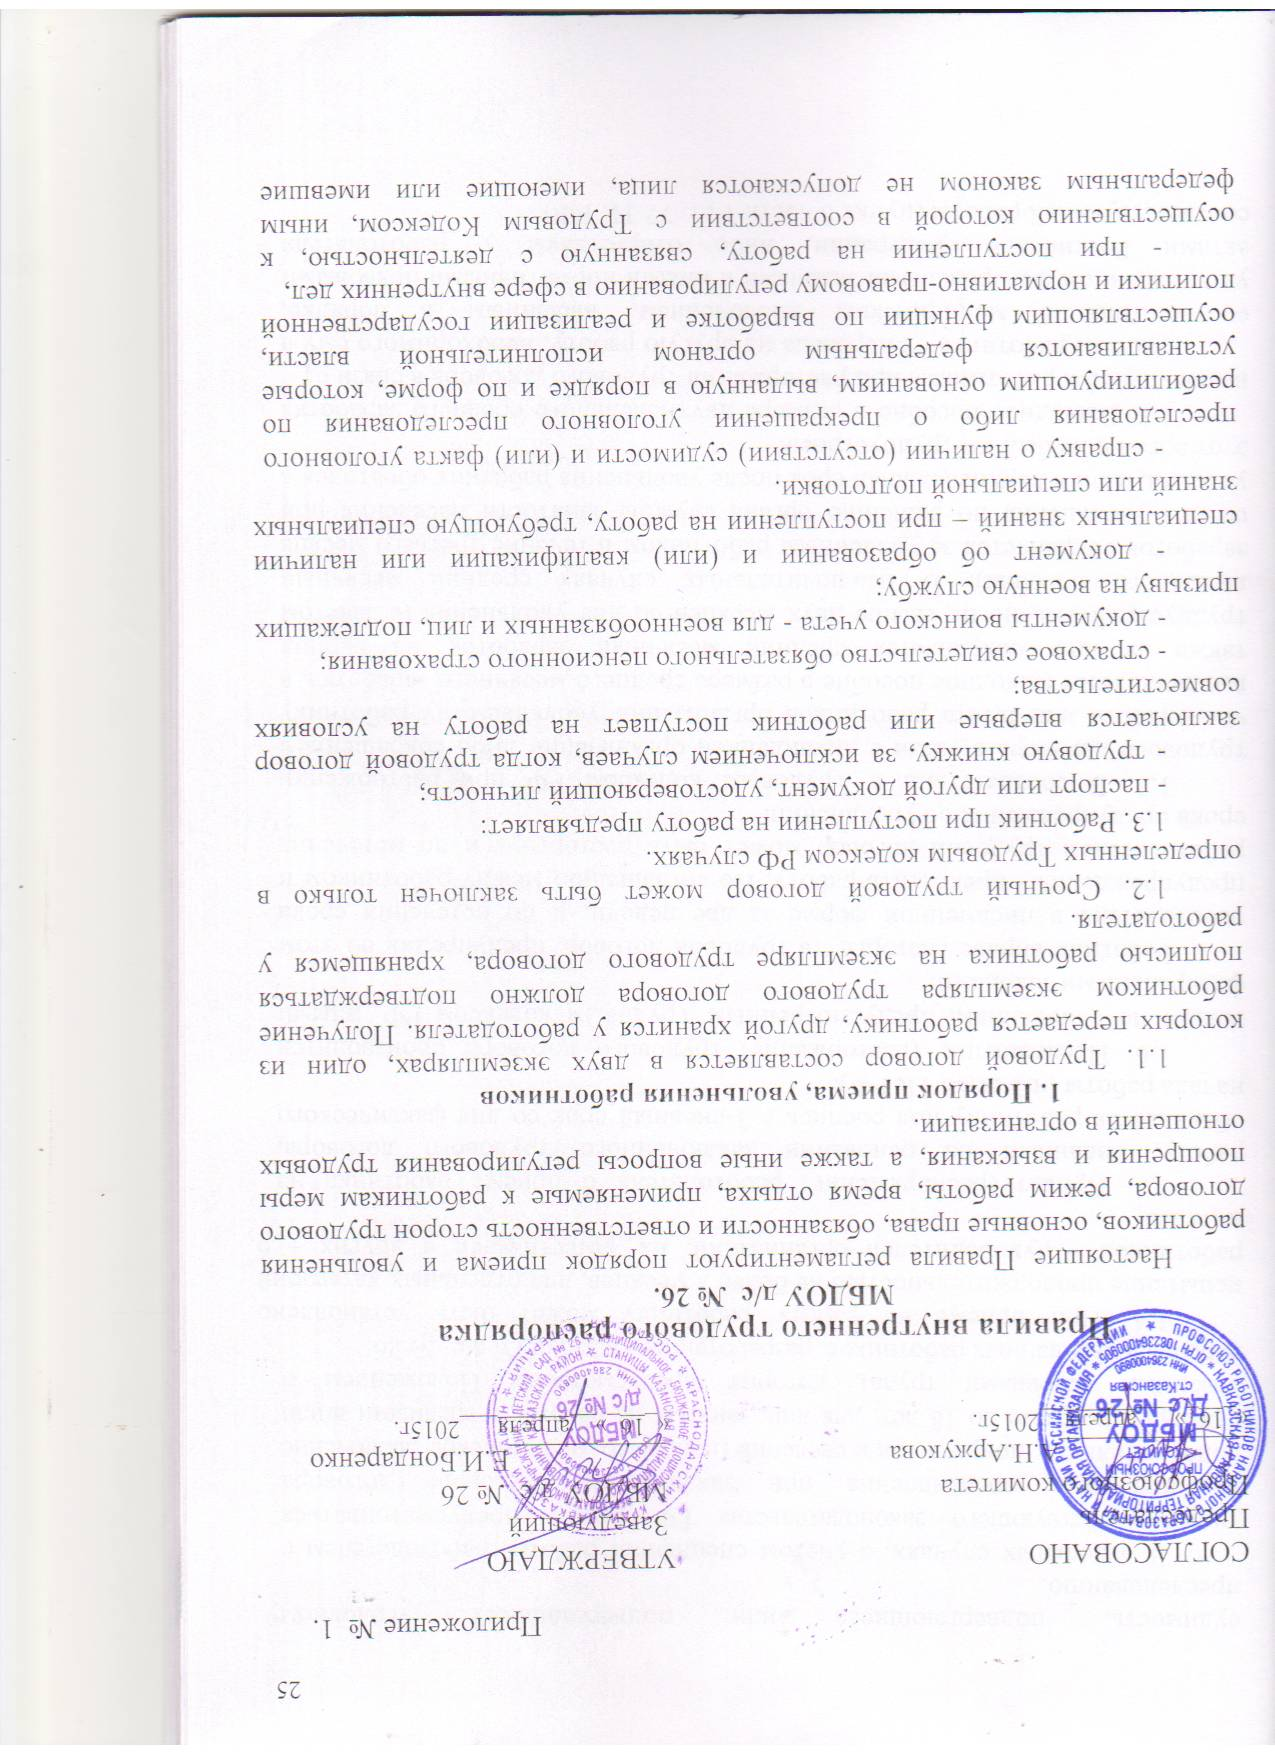 25
Приложение № 1.
СОГЛАСОВАНО УТВЕРЖДАЮ
Председатель Заведующий
Профсоюзного комитета МБДОУ д/с № 26
А.Н.Аржукова Е.И.Бондаренко
«16» апреля 2015г. « 16 » апреля 2015г.
ПРОФСОЮЗНЫЙ
КОМИТЕТ
МБДОУ
д/с № 26
ст.Казанская
МБДОУ
д/с № 26
Правила внутреннего трудового распорядка
МБДОУ д/с № 26.
Настоящие Правила регламентируют порядок приема и увольнения
работников, основные права, обязанности и ответственность сторон трудового
договора, режим работы, время отдыха, применяемые к работникам меры
поощрения и взыскания, а также иные вопросы регулирования трудовых
отношений в организации.
1. Порядок приема, увольнения работников
1.1. Трудовой договор составляется в двух экземплярах, один из
которых передается работнику, другой хранится у работодателя. Получение
работником экземпляра трудового договора должно подтверждаться
подписью работника на экземпляре трудового договора, хранящемся у
работодателя.
1.2. Срочный трудовой договор может быть заключен только в
определенных Трудовым кодексом РФ случаях.
1.3. Работник при поступлении на работу предъявляет:
- паспорт или другой документ, удостоверяющий личность;
- трудовую книжку, за исключением случаев, когда трудовой договор
заключается впервые или работник поступает на работу на условиях
совместительства;
- страховое свидетельство обязательного пенсионного страхования;
- документы воинского учета - для военнообязанных и лиц, подлежащих
призыву на военную службу;
- документ об образовании и (или) квалификации или наличии
специальных знаний – при поступлении на работу, требующую специальных
знаний или специальной подготовки.
- справку о наличии (отсутствии) судимости и (или) факта уголовного
преследования либо о прекращении уголовного преследования по
реабилитирующим основаниям, выданную в порядке и по форме, которые
устанавливаются федеральным органом исполнительной власти,
осуществляющим функции по выработке и реализации государственной
политики и нормативно-правовому регулированию в сфере внутренних дел,
- при поступлении на работу, связанную с деятельностью, к
осуществлению которой в соответствии с Трудовым Кодексом, иным
федеральным законом не допускаются лица, имеющие или имевшие